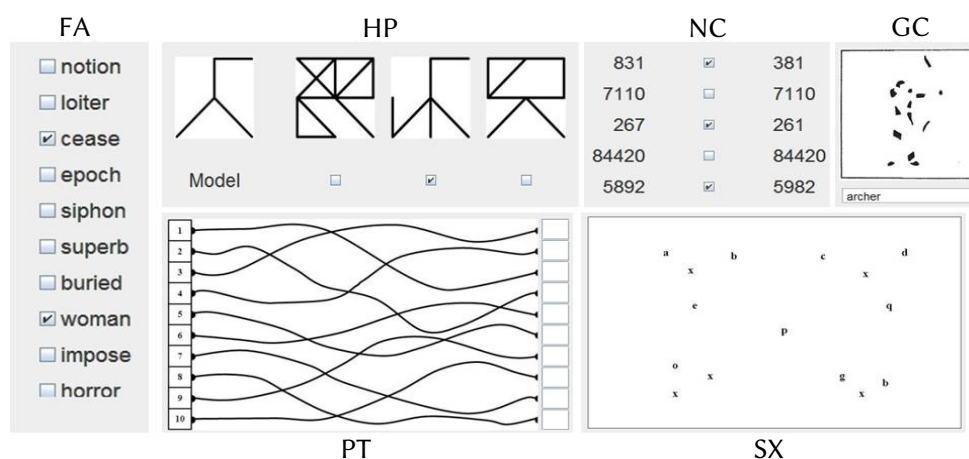 FA
HP
NC
GC
notion
loiter
cease
epoch
siphon
superb
buried
woman
impose
horror
Model
831 381
7110 7110
267 261
84420 84420
5892 5982
archer
1
2
3
4
5
6
7
8
9
10
a b c d
x x
e q
p
o
x g b
x x
PT
SX